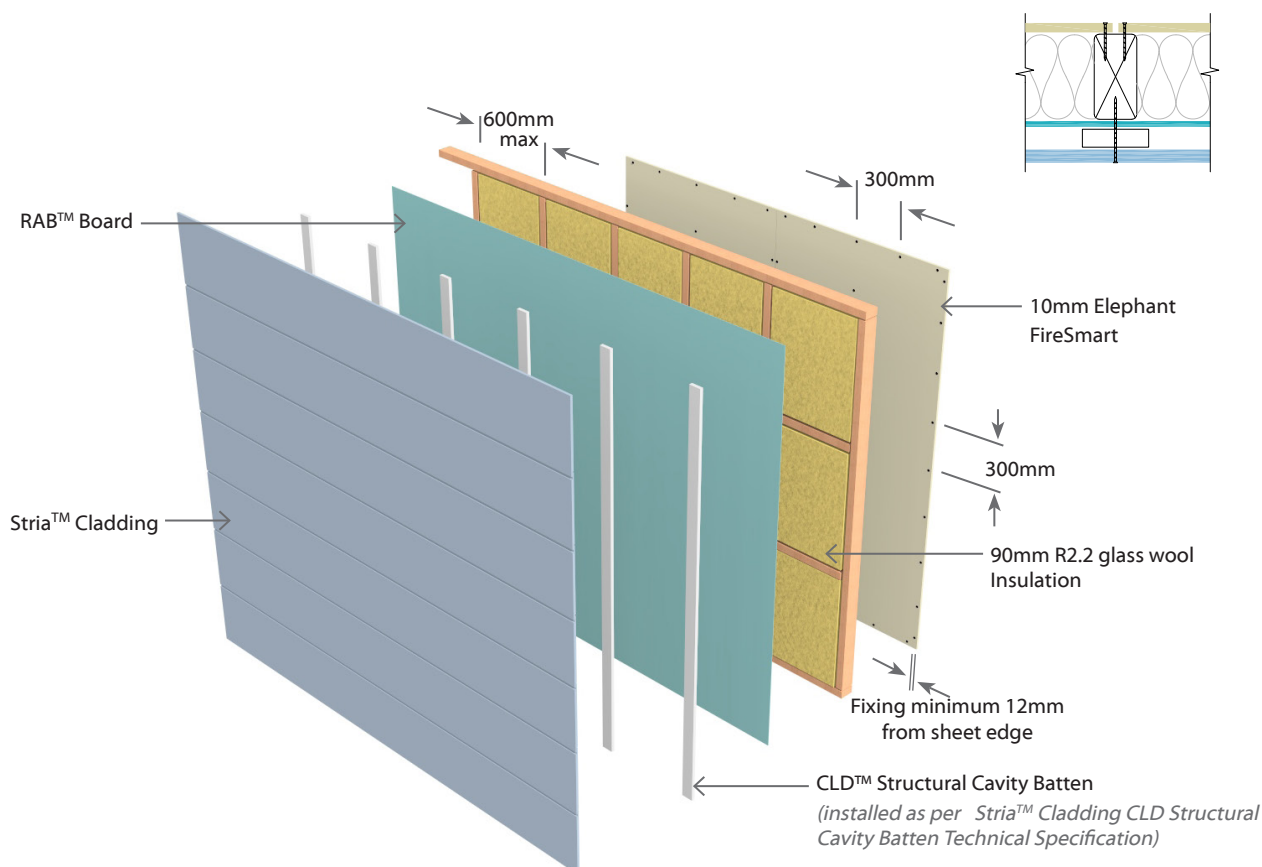 600mm
max
300mm
RAB™ Board
10mm Elephant
FireSmart
300mm
Stria™ Cladding
90mm R2.2 glass wool
Insulation
Fixing minimum 12mm
from sheet edge
CLD™ Structural Cavity Batten
(installed as per Stria™ Cladding CLD Structural
Cavity Batten Technical Specification)